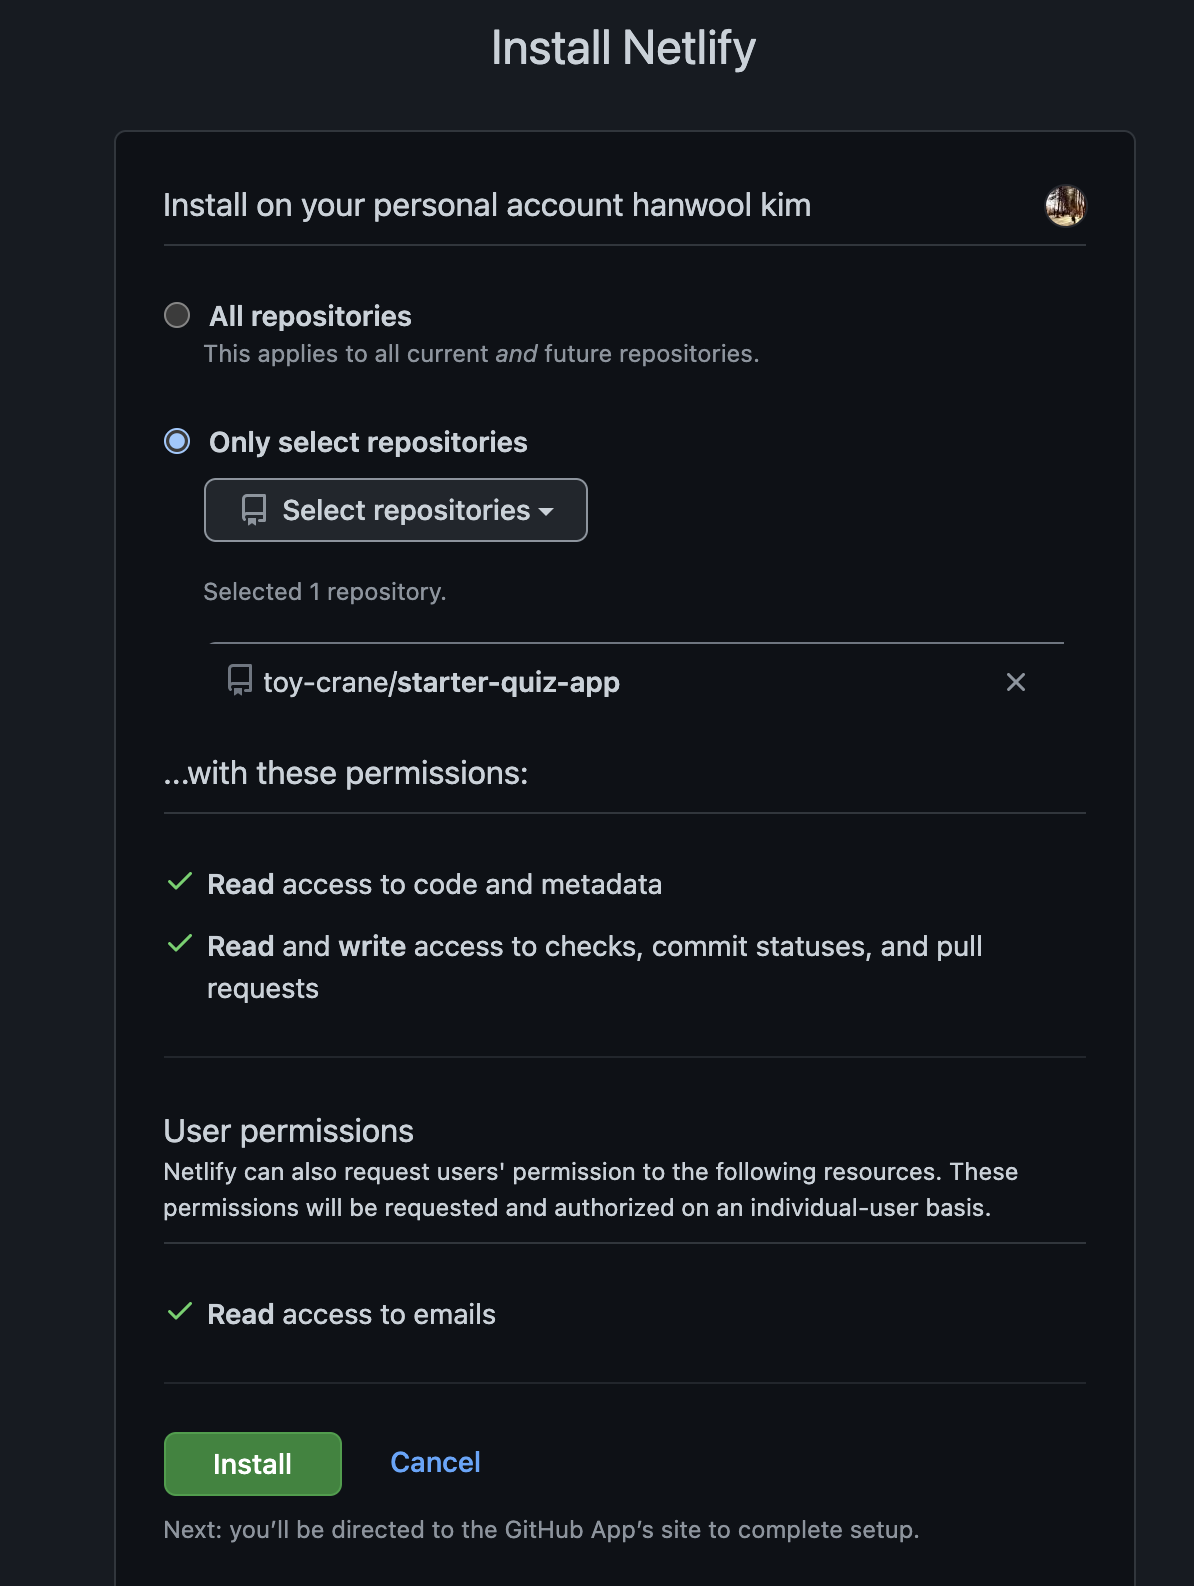 Install Netlify
Install on your personal account hanwool kim
All repositories
This applies to all current and future repositories.
Only select repositories
Select repositories
Selected 1 repository.
toy-crane/starter-quiz-app
...with these permissions:
Read access to code and metadata
Read and write access to checks, commit statuses, and pull
requests
User permissions
Netlify can also request users' permission to the following resources. These
permissions will be requested and authorized on an individual-user basis.
Read access to emails
Install Cancel
Next: you’ll be directed to the GitHub App’s site to complete setup.